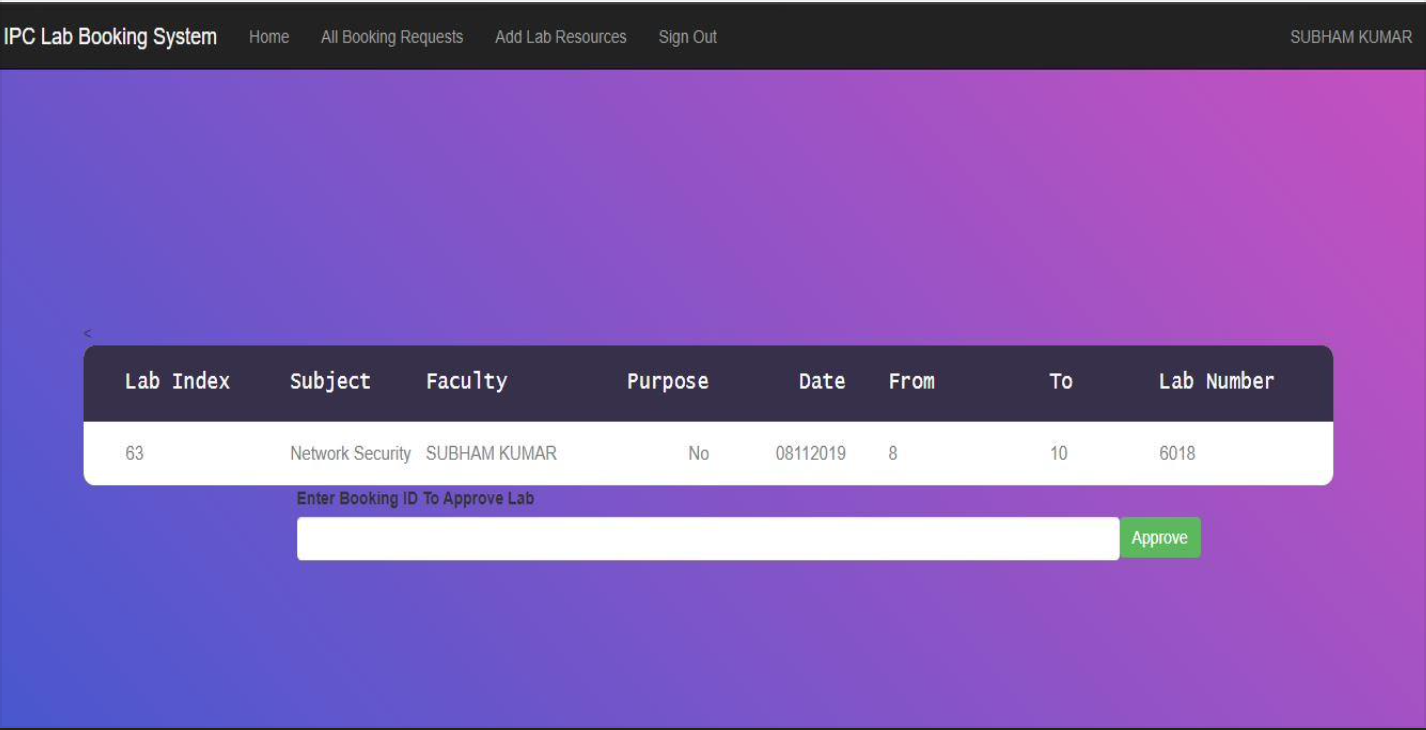 IPC Lab Booking System Home All Booking Requests Add Lab Resources Sign Out SUBHAM KUMAR
<
Lab Index Subject Faculty Purpose Date From To Lab Number
63 Network Security SUBHAM KUMAR No 08112019 8 10 6018
Enter Booking ID To Approve Lab
Approve